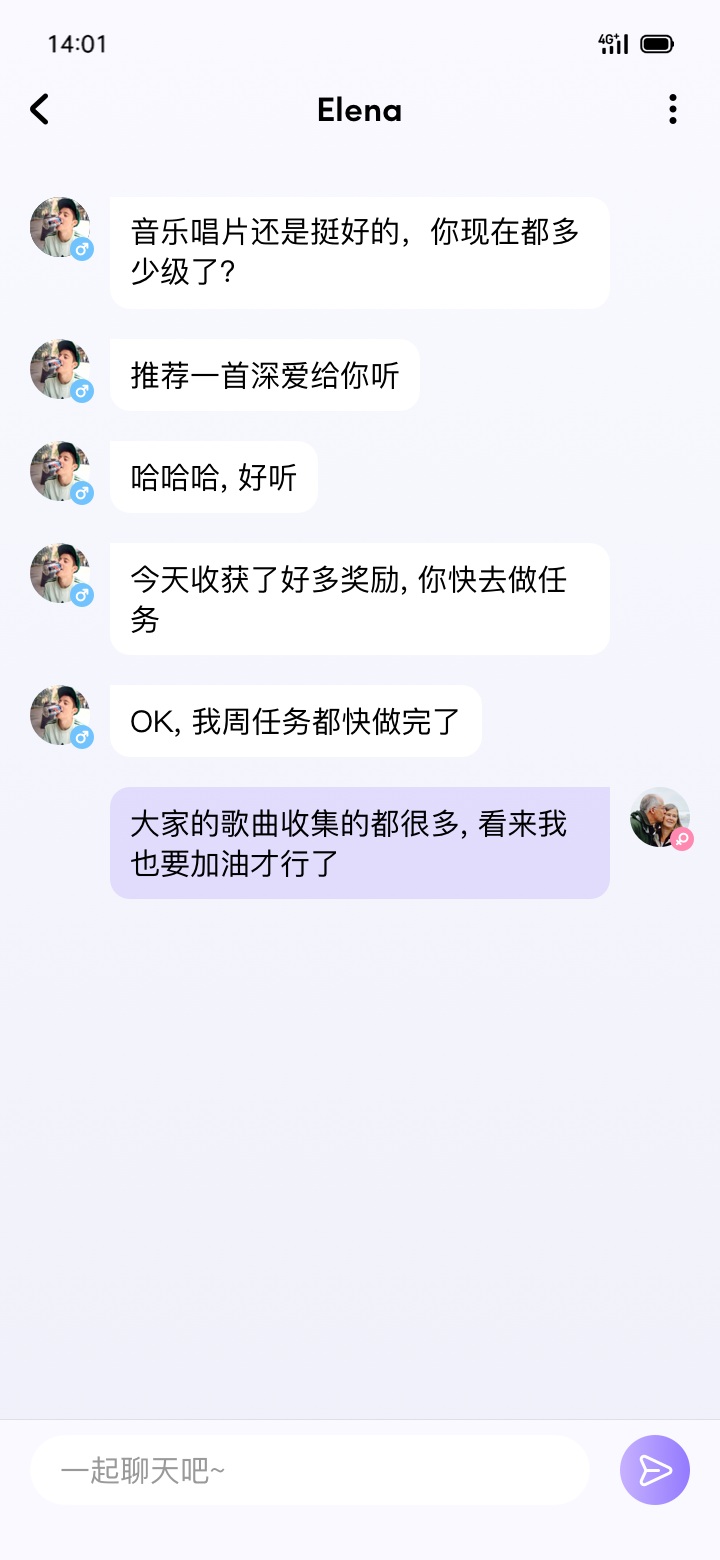 14:01
4G+
Elena
音乐唱片还是挺好的，你现在都多
少级了？
推荐一首深爱给你听
哈哈哈, 好听
今天收获了好多奖励, 你快去做任
务
OK, 我周任务都快做完了
大家的歌曲收集的都很多, 看来我
也要加油才行了
一起聊天吧~